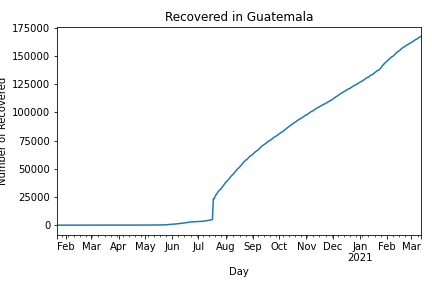 Recovered in Guatemala
Number of Recovered
175000
150000
125000
100000
75000
50000
25000
0
Feb Mar Apr May Jun Jul Aug Sep Oct Nov Dec Jan Feb Mar
2021
Day